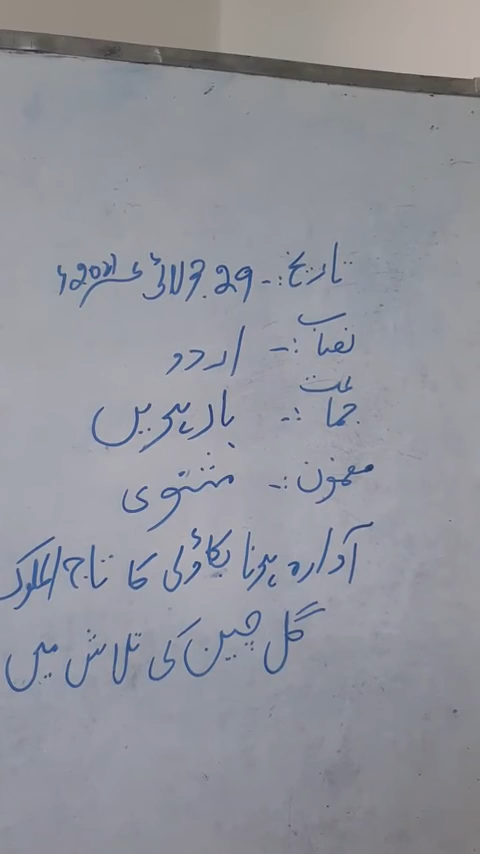 تاریخ:۔ 29 جولائی 2021ء
نصاب:۔ اردو
جماعت:۔ بارہویں
مضمون:۔ مثنوی
آوارہ ہونا بکاؤلی کا تاج الملوک
گل چین کی تلاش میں